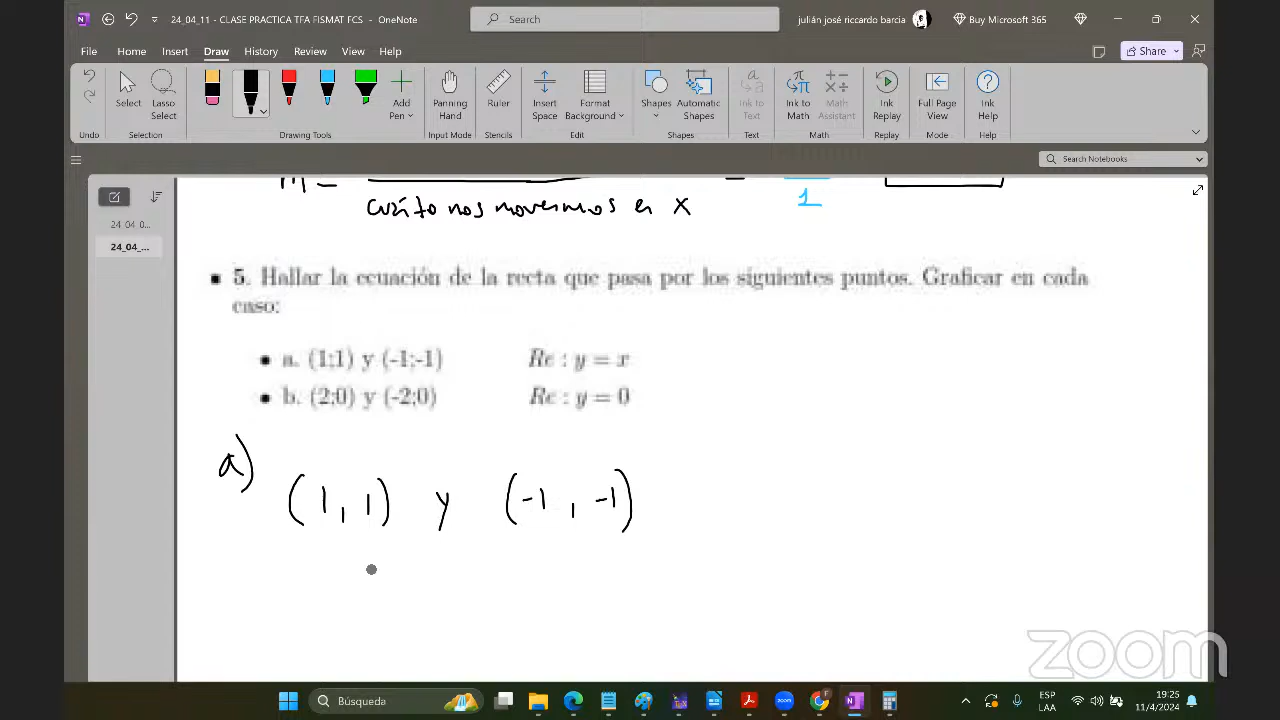 24_04_11 - CLASE PRACTICA TFA FISMAT FCS - OneNote
Search
julián josé riccardo barcia
Buy Microsoft 365
File Home Insert Draw History Review View Help
Share
Undo
Select
Lasso Select
Add Pen
Panning Hand
Ruler
Insert Space
Format Background
Shapes
Automatic Shapes
Ink to Text
Ink to Math
Math Assistant
Ink Replay
Full Page View
Ink Help
Undo Selection Drawing Tools Input Mode Stencils Edit Shapes Text Math Replay Mode Help
Search Notebooks
24_04_0...
24_04_...
m =
=
1
cuánto nos movemos en x
5. Hallar la ecuación de la recta que pasa por los siguientes puntos. Graficar en cada
caso:
a. (1;1) y (-1;-1) Re : y = x
b. (2;0) y (-2;0) Re : y = 0
a)
(1, 1) y (-1, -1)
zoom
Búsqueda
ESP
LAA
19:25
11/4/2024